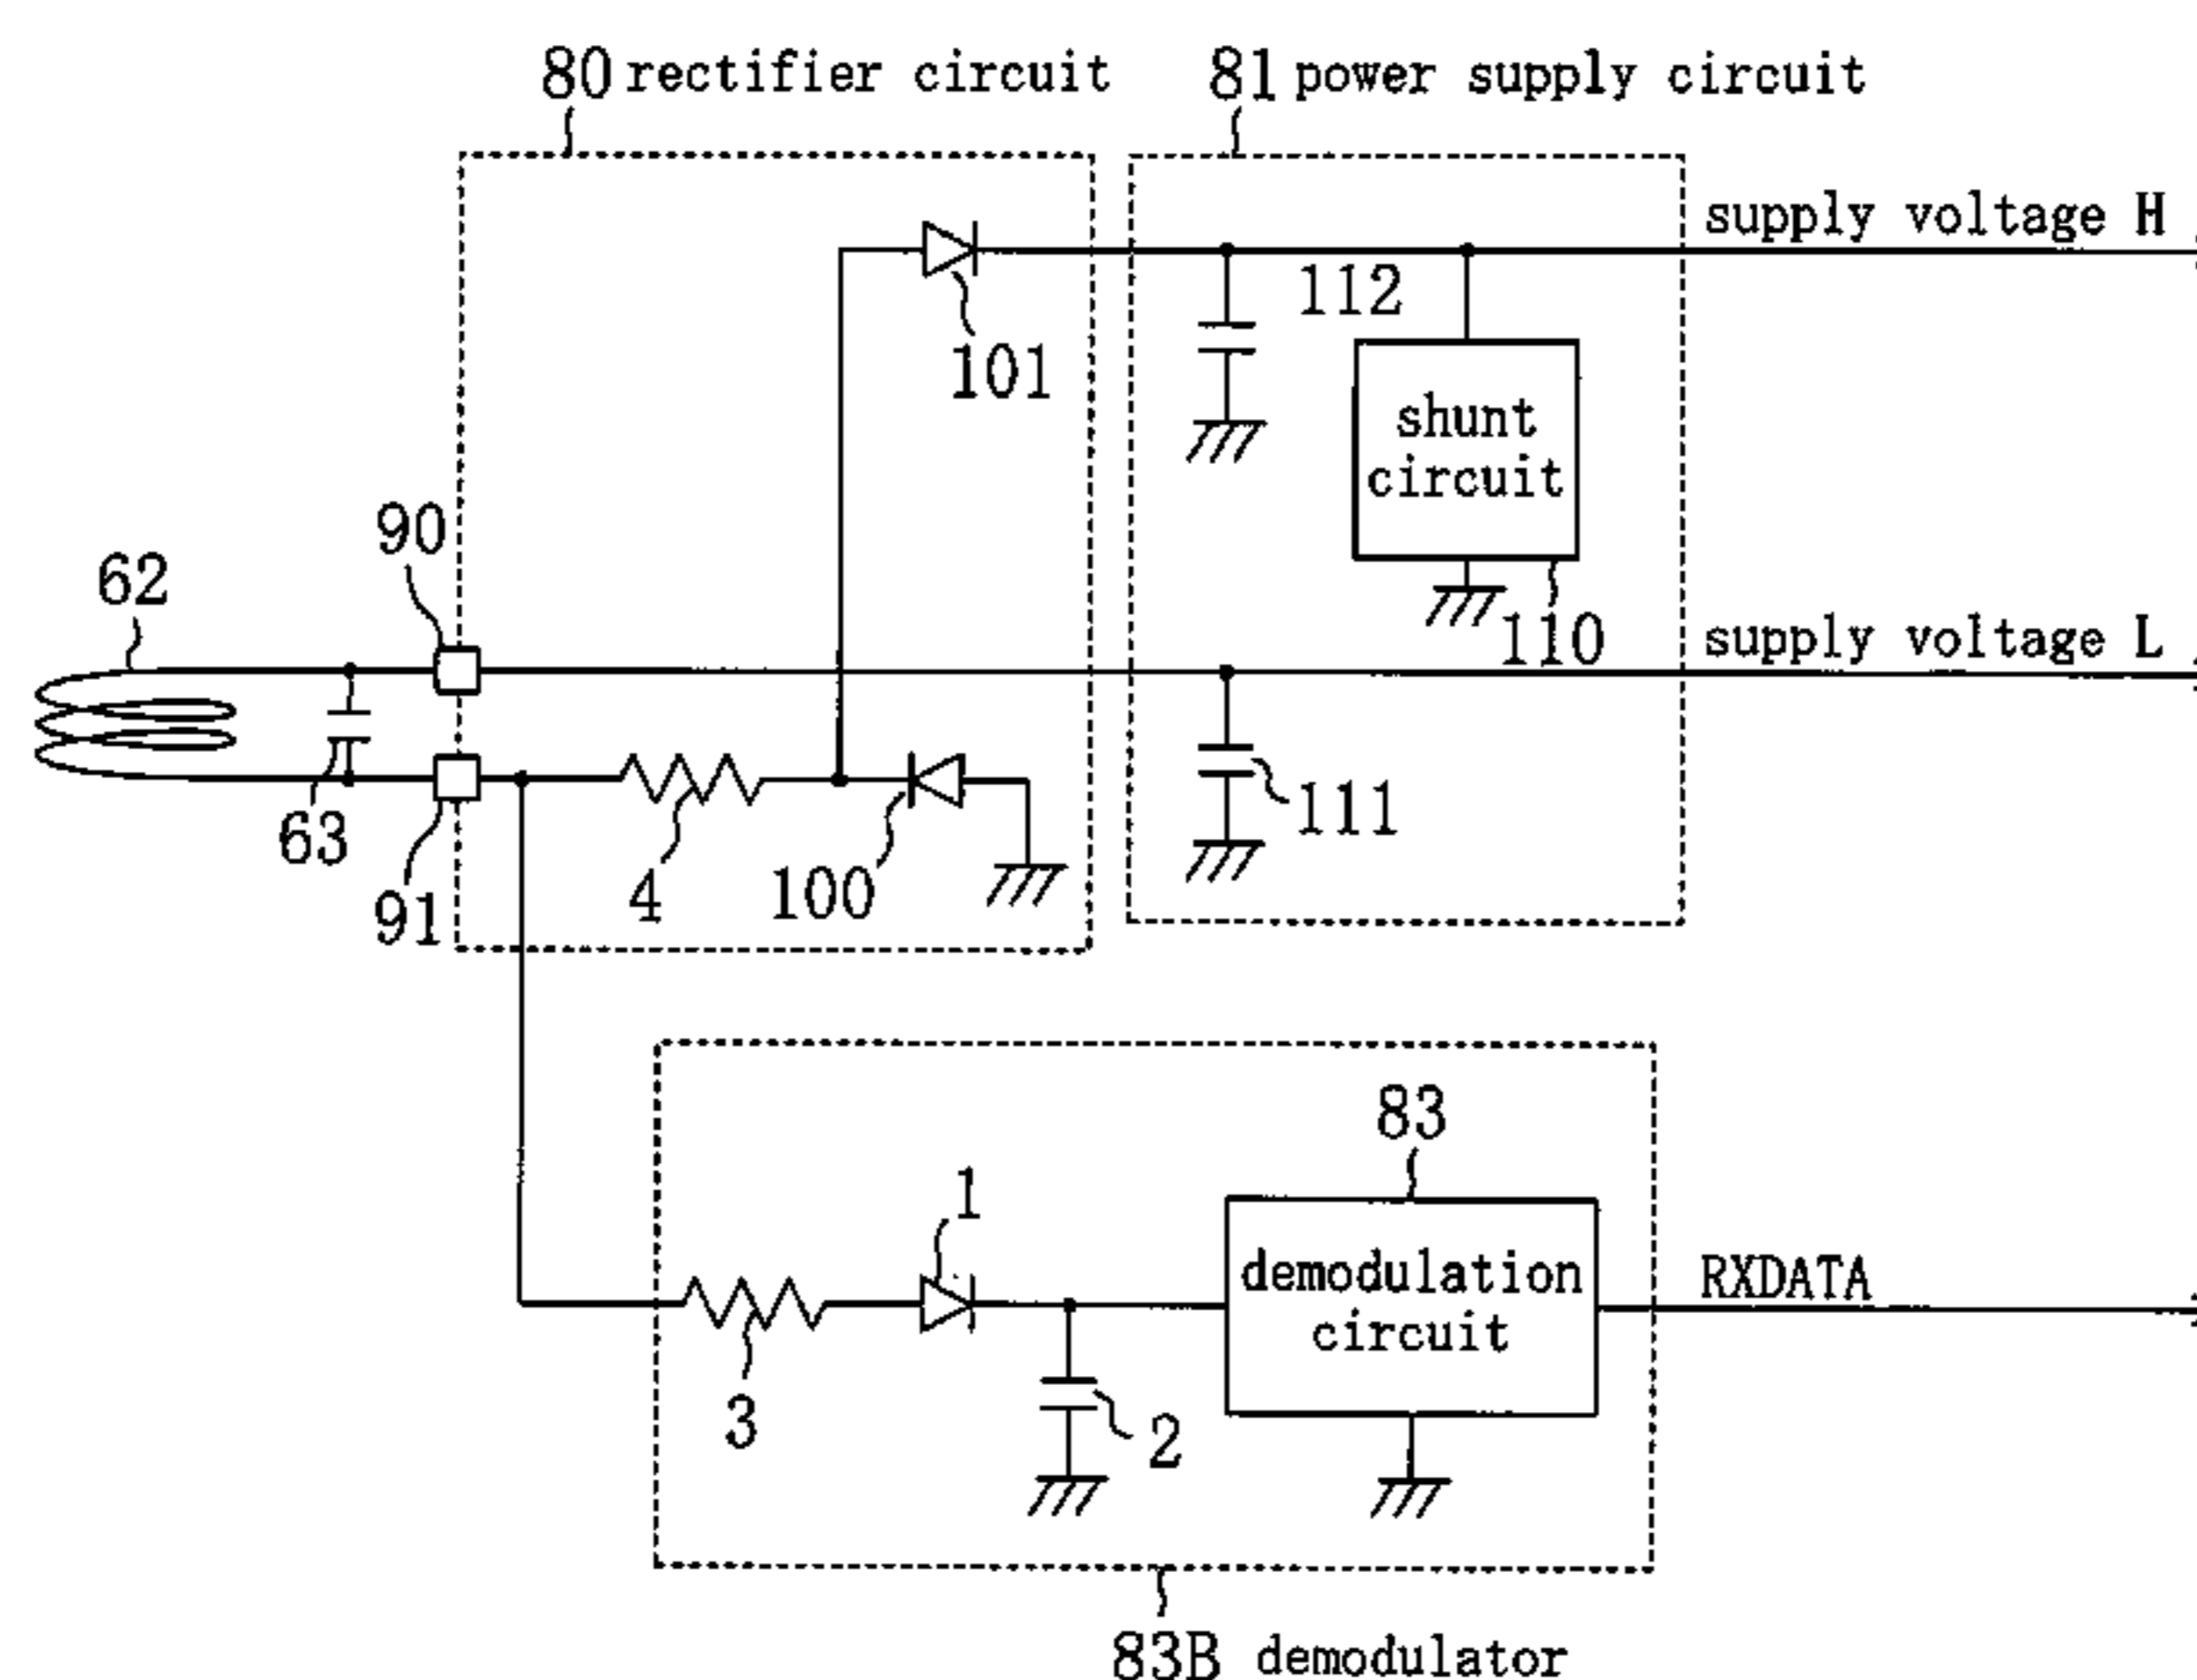 80 rectifier circuit
81 power supply circuit
supply voltage H
112
101
shunt
circuit
90
62
110
supply voltage L
63
111
4
100
91
83
1
demodulation
circuit
RXDATA
3
2
83B demodulator